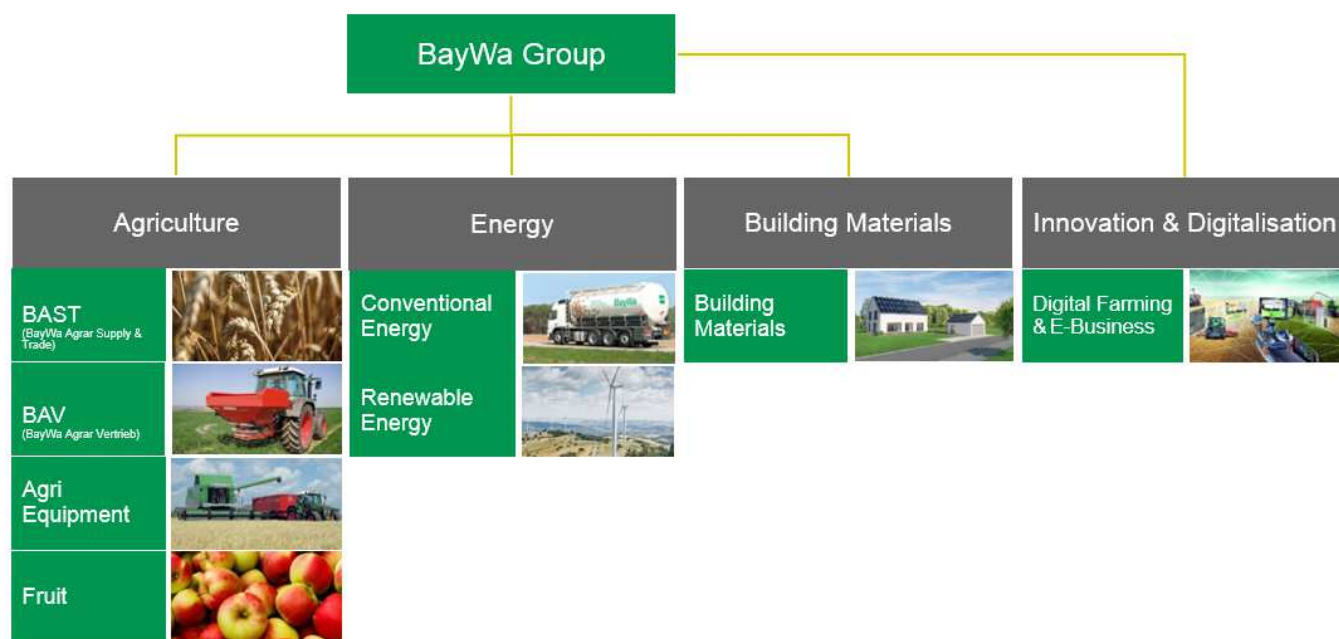 BayWa Group
Agriculture
Energy
Building Materials
Innovation & Digitalisation
BAST
(BayWa Agrar Supply &
Trade)
Conventional
Energy
BayWa
Building
Materials
Digital Farming
& E-Business
BAV
(BayWa Agrar Vertrieb)
Renewable
Energy
Agri
Equipment
Fruit